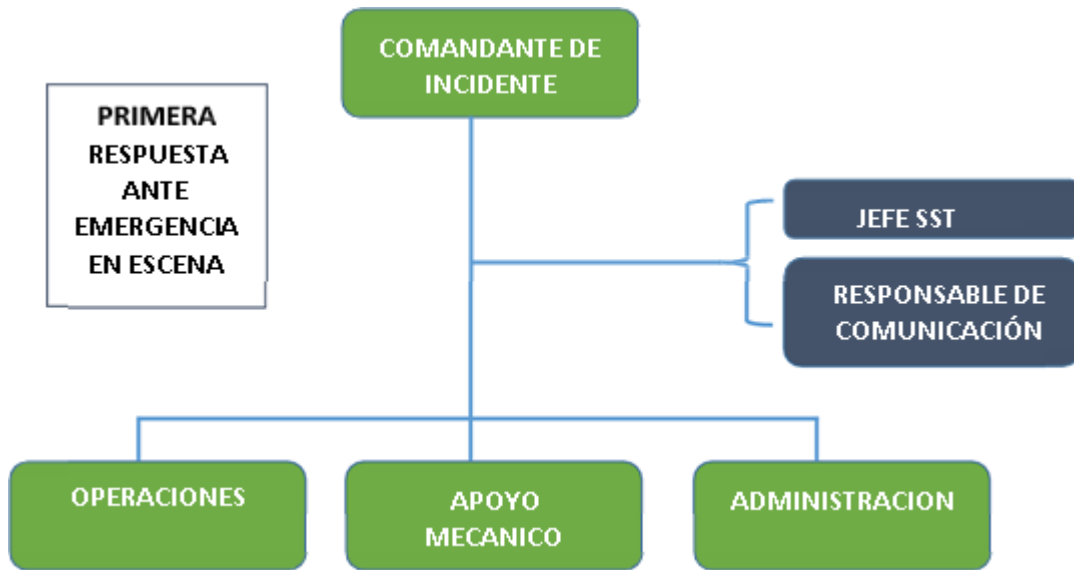 COMANDANTE DE
INCIDENTE
PRIMERA
RESPUESTA
ANTE
EMERGENCIA
EN ESCENA
JEFE SST
RESPONSABLE DE
COMUNICACIÓN
OPERACIONES
APOYO
MECANICO
ADMINISTRACION